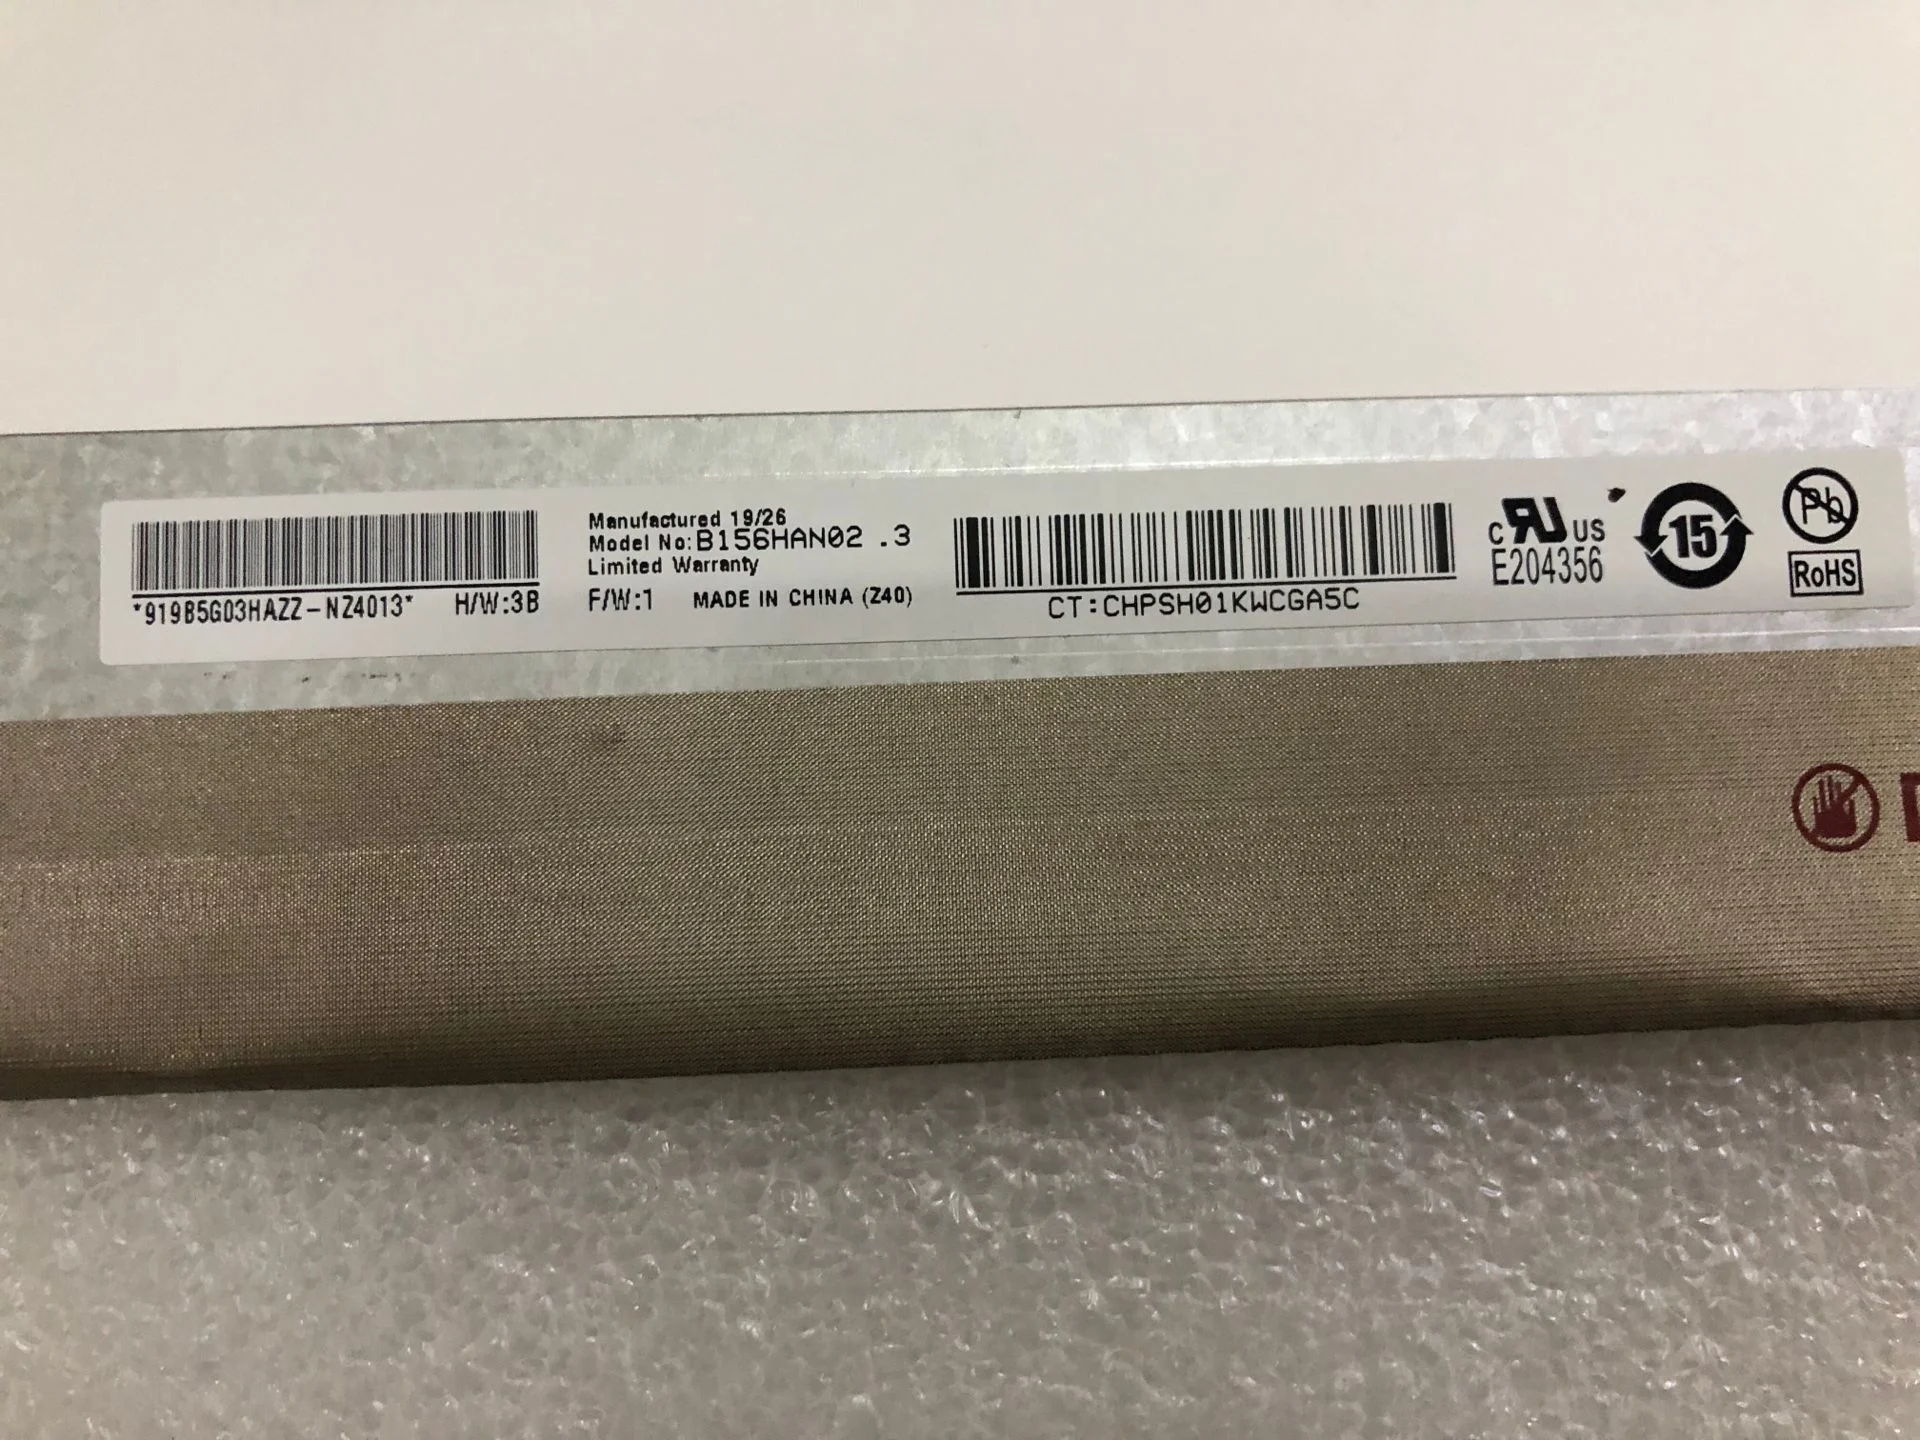 *919B5G03HAZZ-NZ4013* H/W:3B
Manufactured 19/26
Model No:B156HAN02 .3
Limited Warranty
F/W:1 MADE IN CHINA (Z40)
CT:CHPSH01KWCGA5C
c RU US
E204356
15
Pb
RoHS